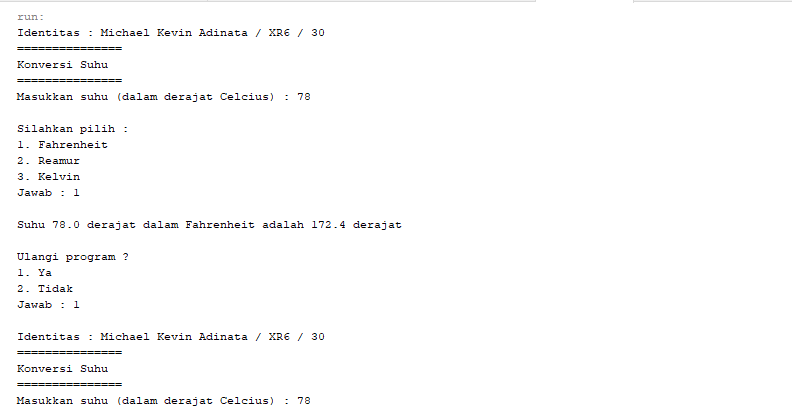 run:
Identitas : Michael Kevin Adinata / XR6 / 30
===============
Konversi Suhu
===============
Masukkan suhu (dalam derajat Celcius) : 78
Silahkan pilih :
1. Fahrenheit
2. Reamur
3. Kelvin
Jawab : 1
Suhu 78.0 derajat dalam Fahrenheit adalah 172.4 derajat
Ulangi program ?
1. Ya
2. Tidak
Jawab : 1
Identitas : Michael Kevin Adinata / XR6 / 30
===============
Konversi Suhu
===============
Masukkan suhu (dalam derajat Celcius) : 78